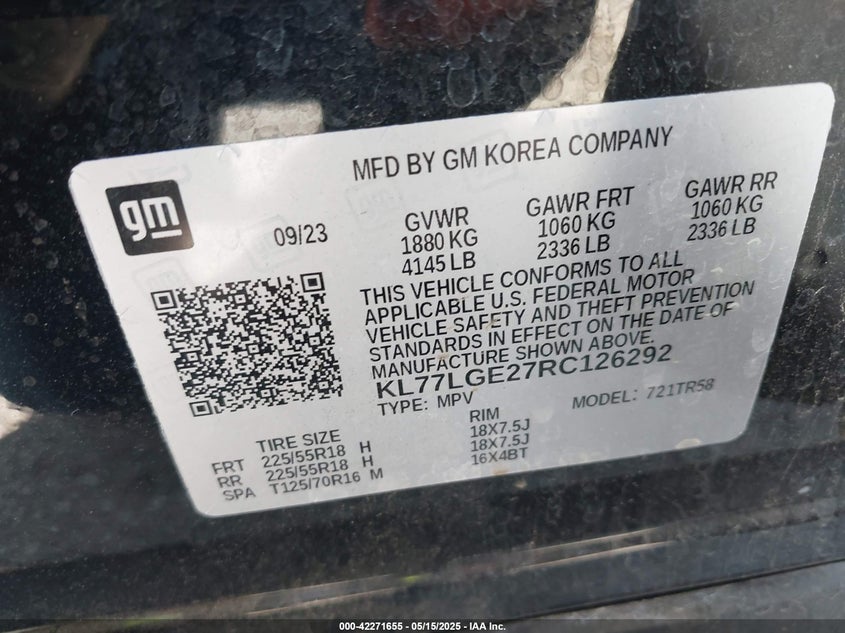 MFD BY GM KOREA COMPANY
gm
09/23
GVWR
1880 KG
4145 LB
GAWR FRT
1060 KG
2336 LB
GAWR RR
1060 KG
2336 LB
THIS VEHICLE CONFORMS TO ALL
APPLICABLE U.S. FEDERAL MOTOR
VEHICLE SAFETY AND THEFT PREVENTION
STANDARDS IN EFFECT ON THE DATE OF
MANUFACTURE SHOWN ABOVE.
KL77LGE27RC126292
TYPE: MPV
MODEL: 721TR58
TIRE SIZE RIM
FRT 225/55R18 H 18X7.5J
RR 225/55R18 H 18X7.5J
SPA T125/70R16 M 16X4BT
000-42271655 - 05/15/2025 - IAA Inc.